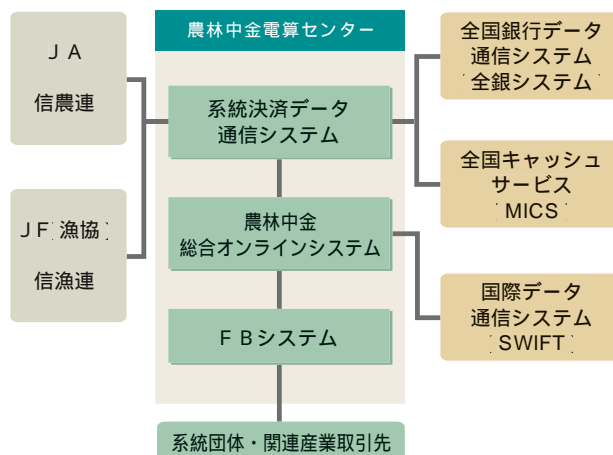 ＪＡ
信農連
ＪＦ（漁協）
信漁連
農林中金電算センター
系統決済データ
通信システム
農林中金
総合オンラインシステム
ＦＢシステム
系統団体・関連産業取引先
全国銀行データ
通信システム
（全銀システム）
全国キャッシュ
サービス
（MICS）
国際データ
通信システム
（SWIFT）